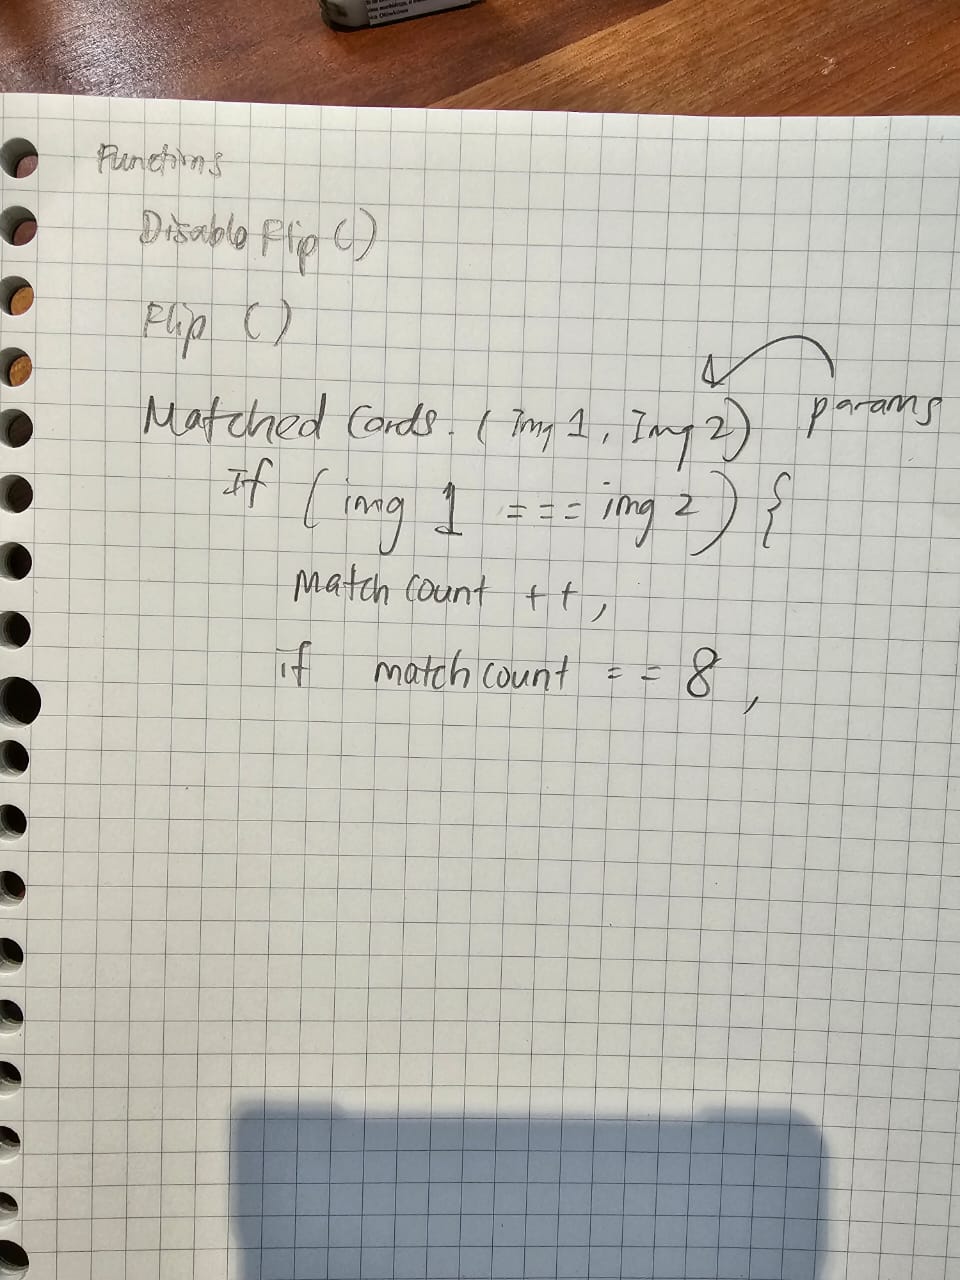 Functions
Disable Flip ()
Flip ()
Matched Cards. (Img 1, Img 2) params
If (img 1 === img 2) {
Match count ++,
if match count == 8,